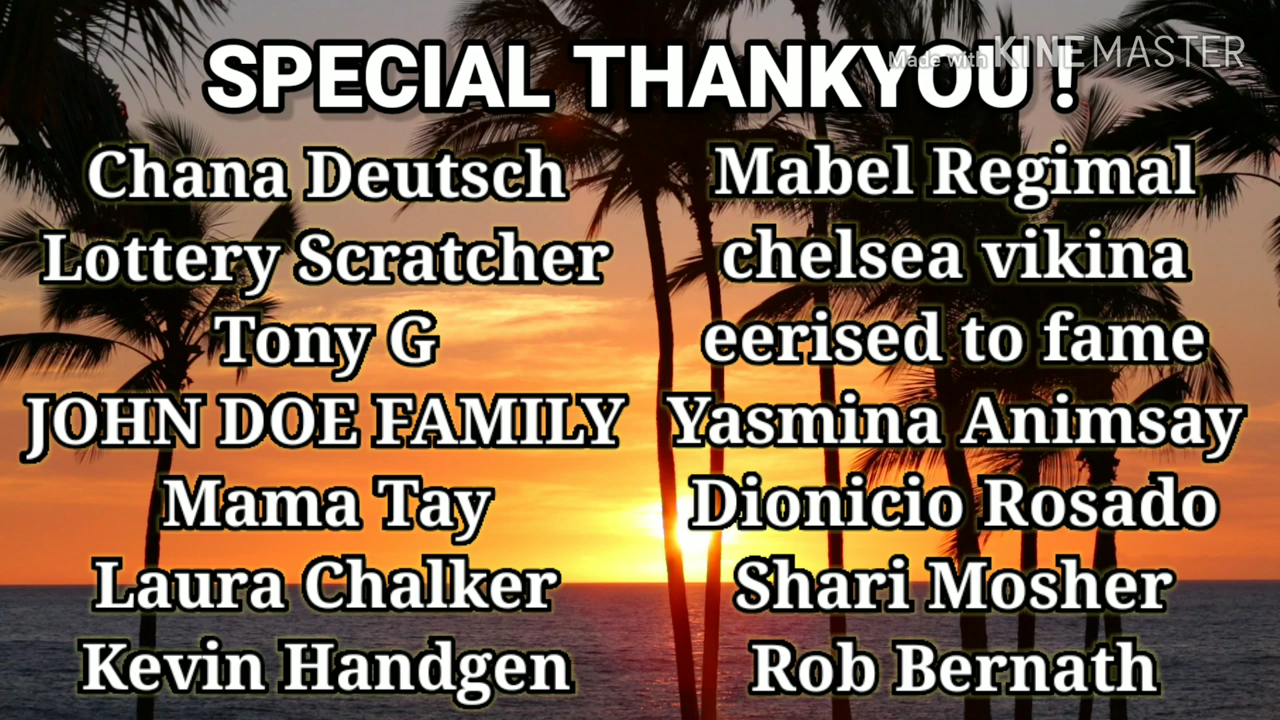 SPECIAL THANKYOU !
Made with KINEMASTER
Chana Deutsch
Lottery Scratcher
Tony G
JOHN DOE FAMILY
Mama Tay
Laura Chalker
Kevin Handgen
Mabel Regimal
chelsea vikina
eerised to fame
Yasmina Animsay
Dionicio Rosado
Shari Mosher
Rob Bernath